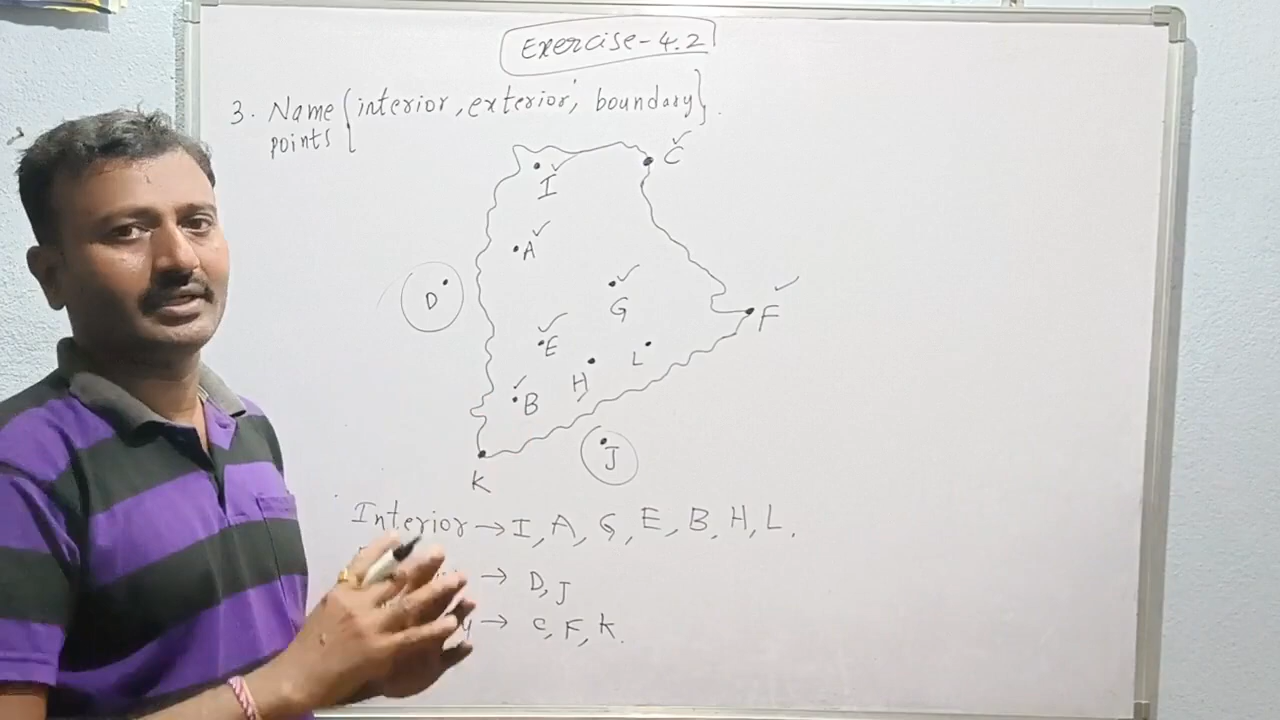 Exercise-4.2
3. Name {interior, exterior, boundary}.
points
C
I
A
D
G
F
E
L
H
B
J
K
Interior → I, A, G, E, B, H, L.
→ D, J
→ C, F, K.